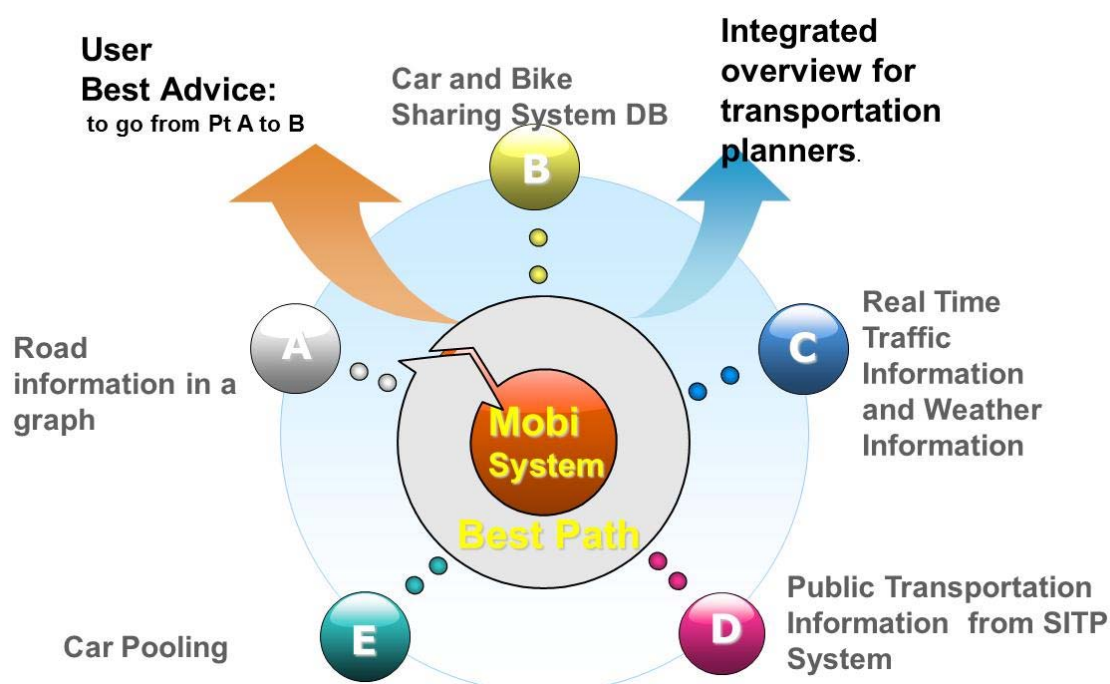 User
Best Advice:
to go from Pt A to B
Car and Bike
Sharing System DB
Integrated
overview for
transportation
planners.
B
A
Road
information in a
graph
C
Real Time
Traffic
Information
and Weather
Information
Mobi
System
Best Path
E
Car Pooling
D
Public Transportation
Information from SITP
System